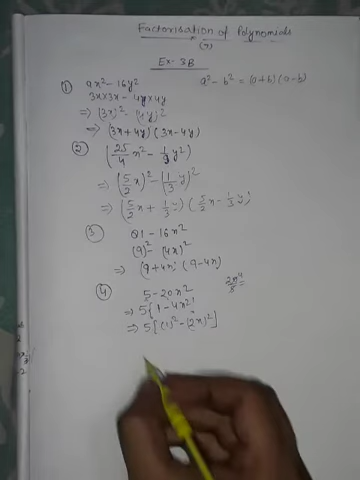 Factorisation of Polynomials
Ex- 3B
a² - b² = (a+b) (a-b)
① 9x² - 16y²
3x×3x - 4y×4y
⇒ (3x)² - (4y)²
⇒ (3x+4y) (3x-4y)
② (25/4 x² - 1/9 y²)
⇒ (5/2 x)² - (1/3 y)²
⇒ (5/2 x + 1/3 y) (5/2 x - 1/3 y)
③ 81 - 16x²
(9)² - (4x)²
⇒ (9+4x) (9-4x)
④ 5 - 20x²
⇒ 5{1 - 4x²}
⇒ 5[(1)² - (2x)²]